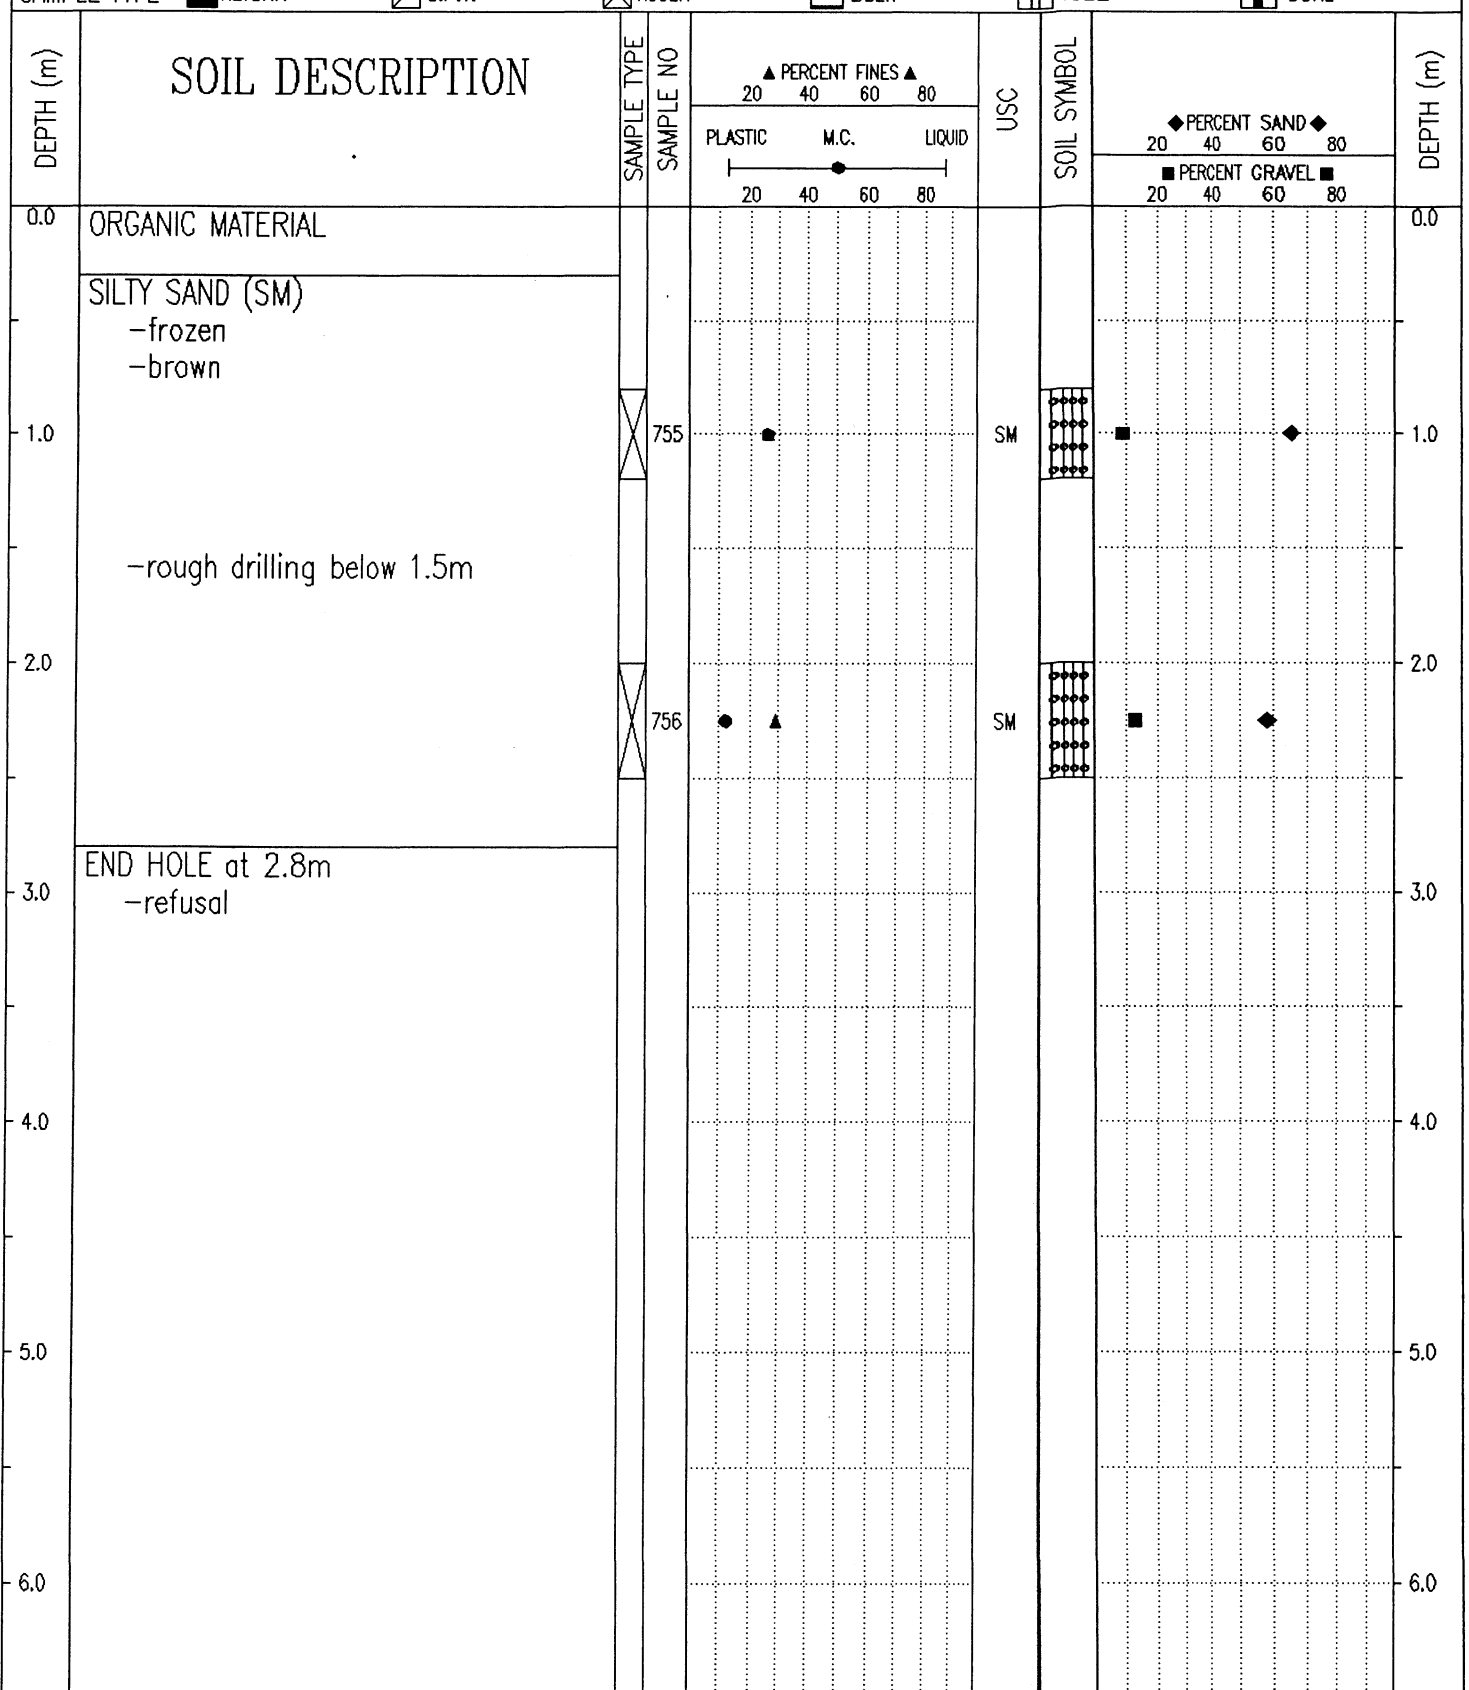 DEPTH (m)
SOIL DESCRIPTION
SAMPLE TYPE
SAMPLE NO
▲ PERCENT FINES ▲
20 40 60 80
PLASTIC M.C. LIQUID
20 40 60 80
USC
SOIL SYMBOL
◆ PERCENT SAND ◆
20 40 60 80
■ PERCENT GRAVEL ■
20 40 60 80
DEPTH (m)
0.0 ORGANIC MATERIAL 0.0
SILTY SAND (SM)
-frozen
-brown
1.0 755 SM 1.0
-rough drilling below 1.5m
2.0 2.0
756 SM
END HOLE at 2.8m
3.0 3.0
-refusal
4.0 4.0
5.0 5.0
6.0 6.0